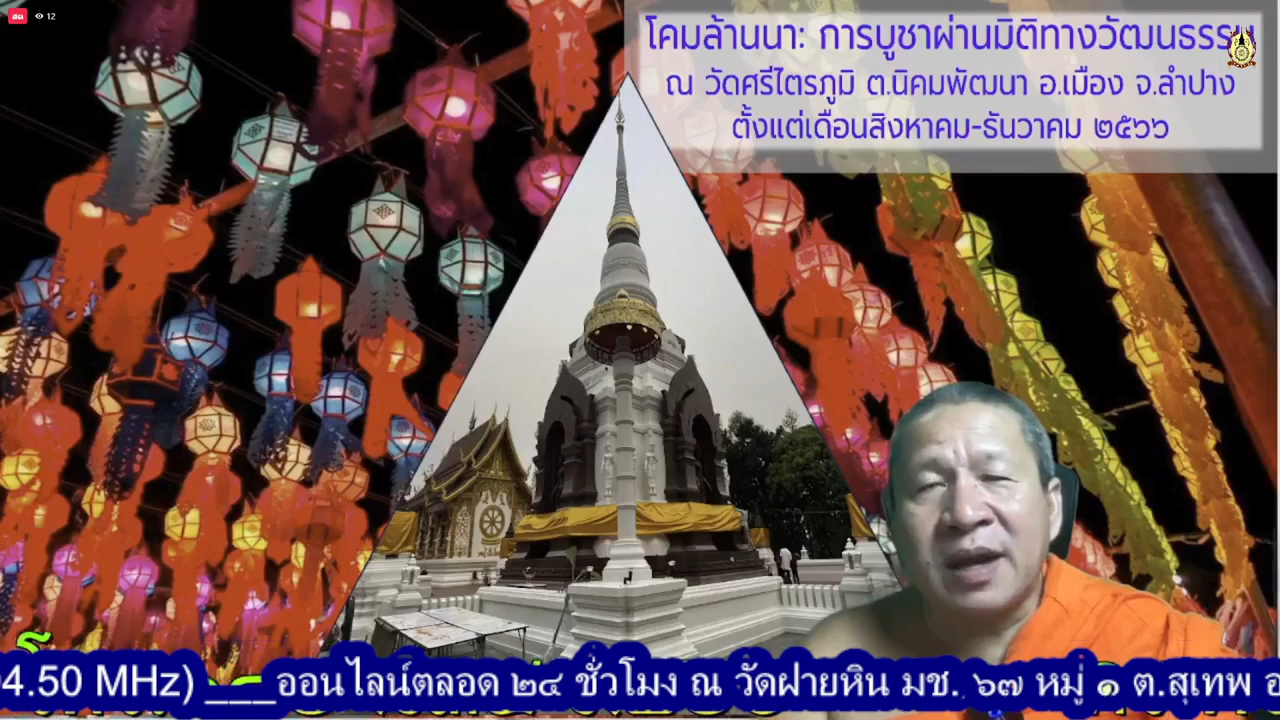 สด 12
โคมล้านนา: การบูชาผ่านมิติทางวัฒนธรรม
ณ วัดศรีไตรภูมิ ต.นิคมพัฒนา อ.เมือง จ.ลำปาง
ตั้งแต่เดือนสิงหาคม-ธันวาคม ๒๕๖๖
4.50 MHz) ___ออนไลน์ตลอด ๒๔ ชั่วโมง ณ วัดฝายหิน มช. ๖๗ หมู่ ๑ ต.สุเทพ อ